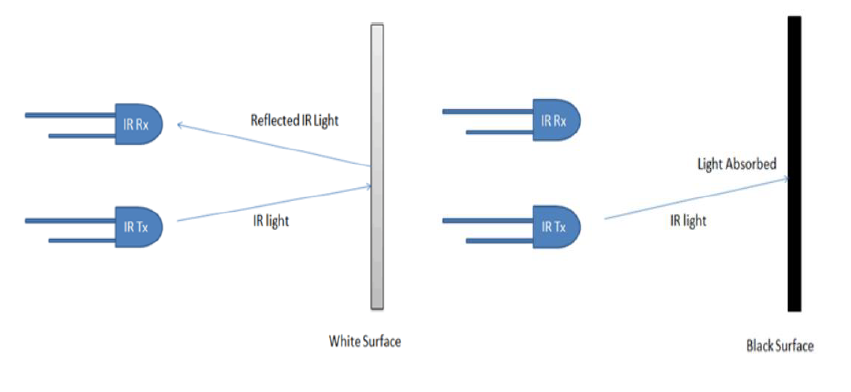 IR Rx
Reflected IR Light
IR Tx
IR light
White Surface
IR Rx
Light Absorbed
IR Tx
IR light
Black Surface